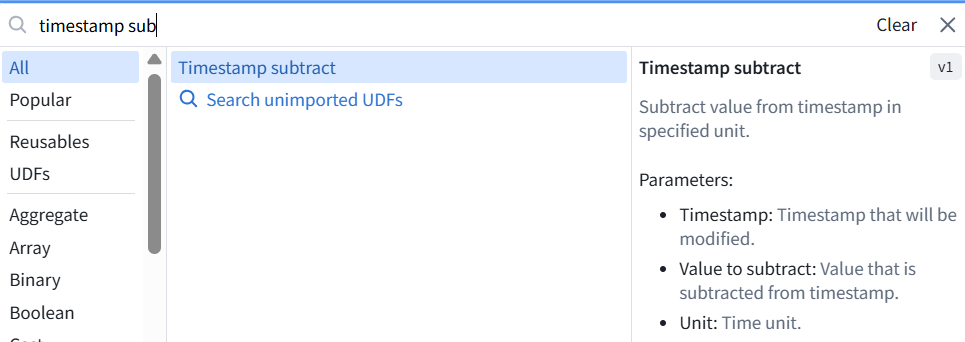 timestamp sub
Clear
All
Popular
Reusables
UDFs
Aggregate
Array
Binary
Boolean
Timestamp subtract
Search unimported UDFs
Timestamp subtract
v1
Subtract value from timestamp in
specified unit.
Parameters:
• Timestamp: Timestamp that will be
modified.
• Value to subtract: Value that is
subtracted from timestamp.
• Unit: Time unit.